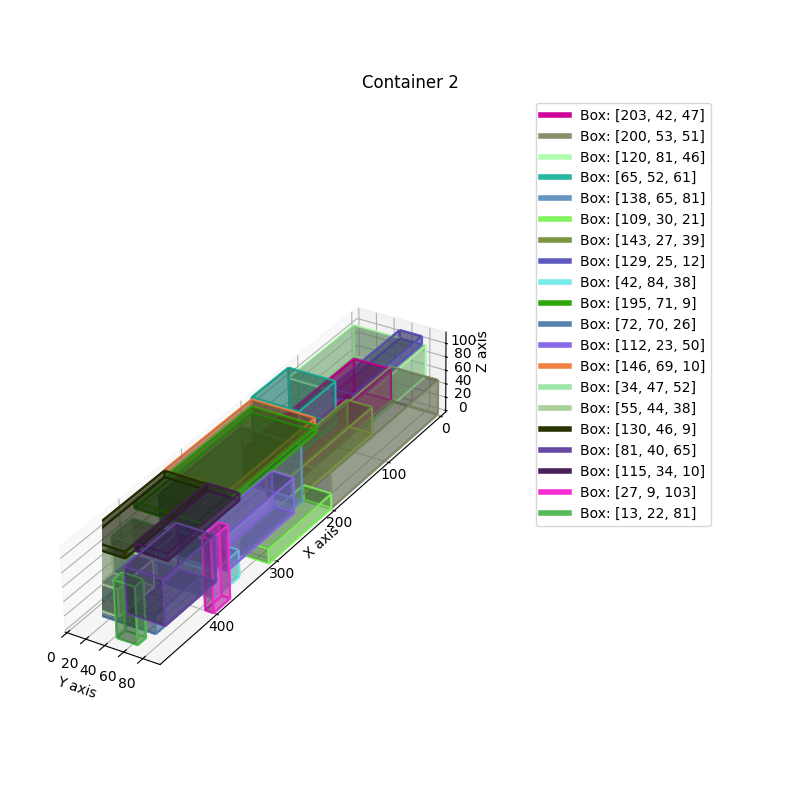 Container 2
Box: [203, 42, 47]
Box: [200, 53, 51]
Box: [120, 81, 46]
Box: [65, 52, 61]
Box: [138, 65, 81]
Box: [109, 30, 21]
Box: [143, 27, 39]
Box: [129, 25, 12]
Box: [42, 84, 38]
Box: [195, 71, 9]
Box: [72, 70, 26]
Box: [112, 23, 50]
Box: [146, 69, 10]
Box: [34, 47, 52]
Box: [55, 44, 38]
Box: [130, 46, 9]
Box: [81, 40, 65]
Box: [115, 34, 10]
Box: [27, 9, 103]
Box: [13, 22, 81]
Z axis
100
80
60
40
20
0
X axis
0
100
200
300
400
Y axis
0
20
40
60
80